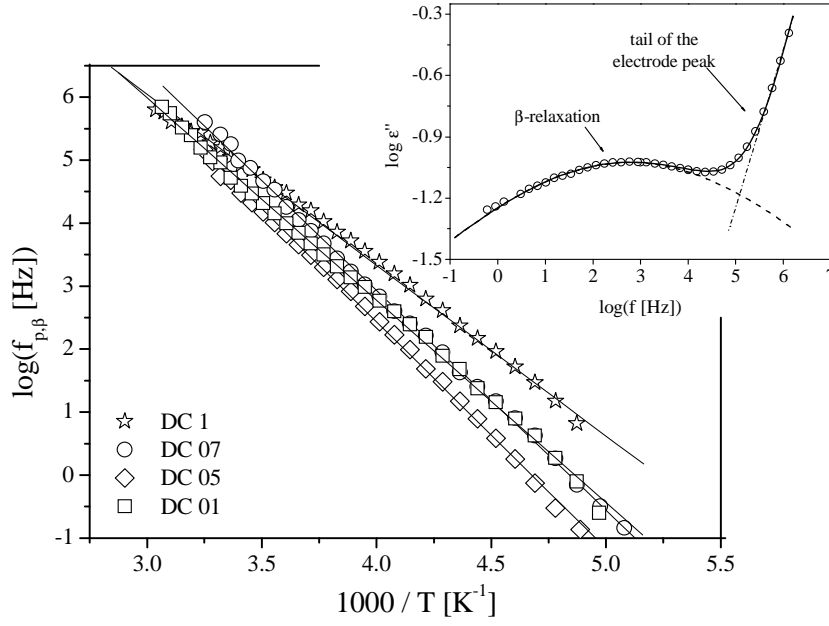 -0.3
-0.6
-0.9
-1.2
-1.5
log ε''
tail of the
electrode peak
β-relaxation
-1 0 1 2 3 4 5 6 7
log(f [Hz])
6
5
4
3
2
1
0
-1
log(f_{p,β} [Hz])
DC 1
DC 07
DC 05
DC 01
3.0 3.5 4.0 4.5 5.0 5.5
1000 / T [K⁻¹]